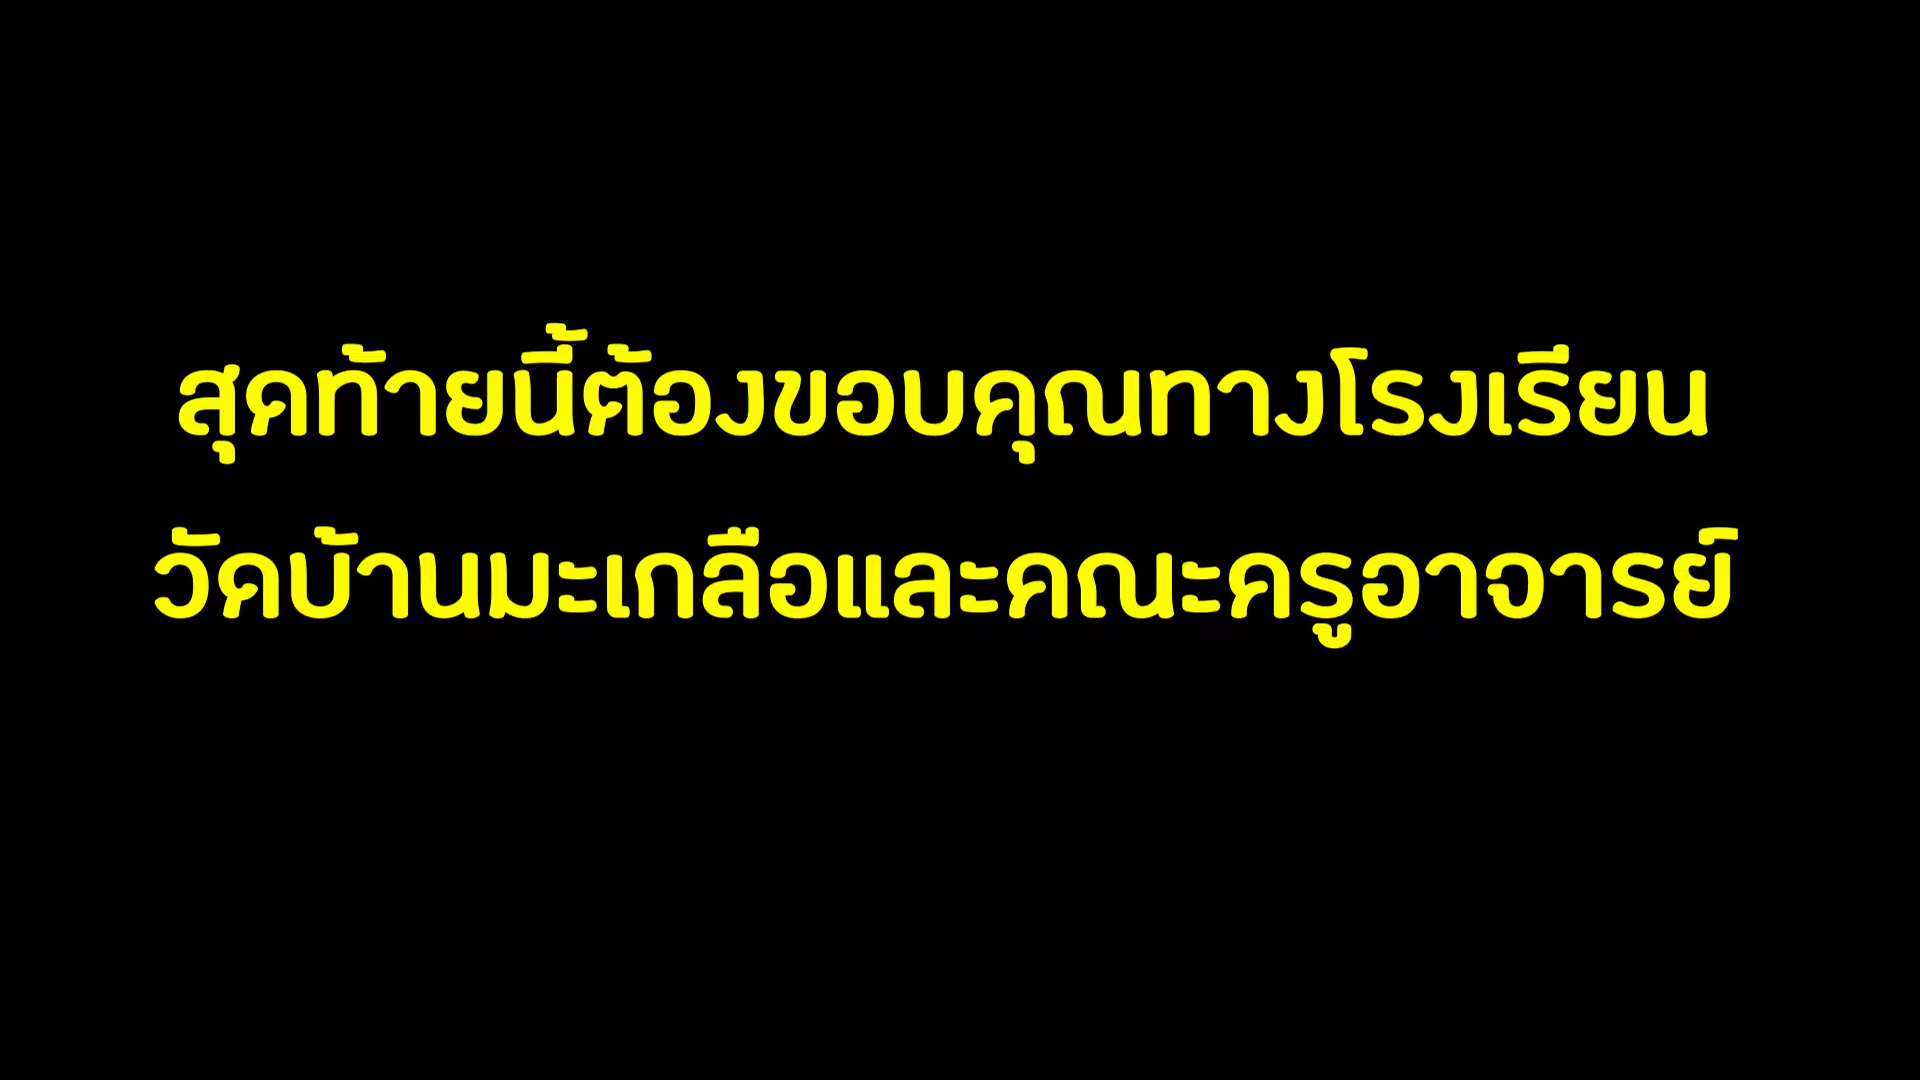 สุดท้ายนี้ต้องขอบคุณทางโรงเรียน
วัดบ้านมะเกลือและคณะครูอาจารย์